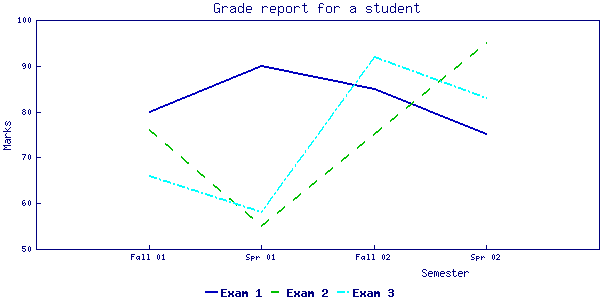 Grade report for a student
100
90
80
70
60
50
Marks
Fall 01 Spr 01 Fall 02 Spr 02
Semester
Exam 1 Exam 2 Exam 3